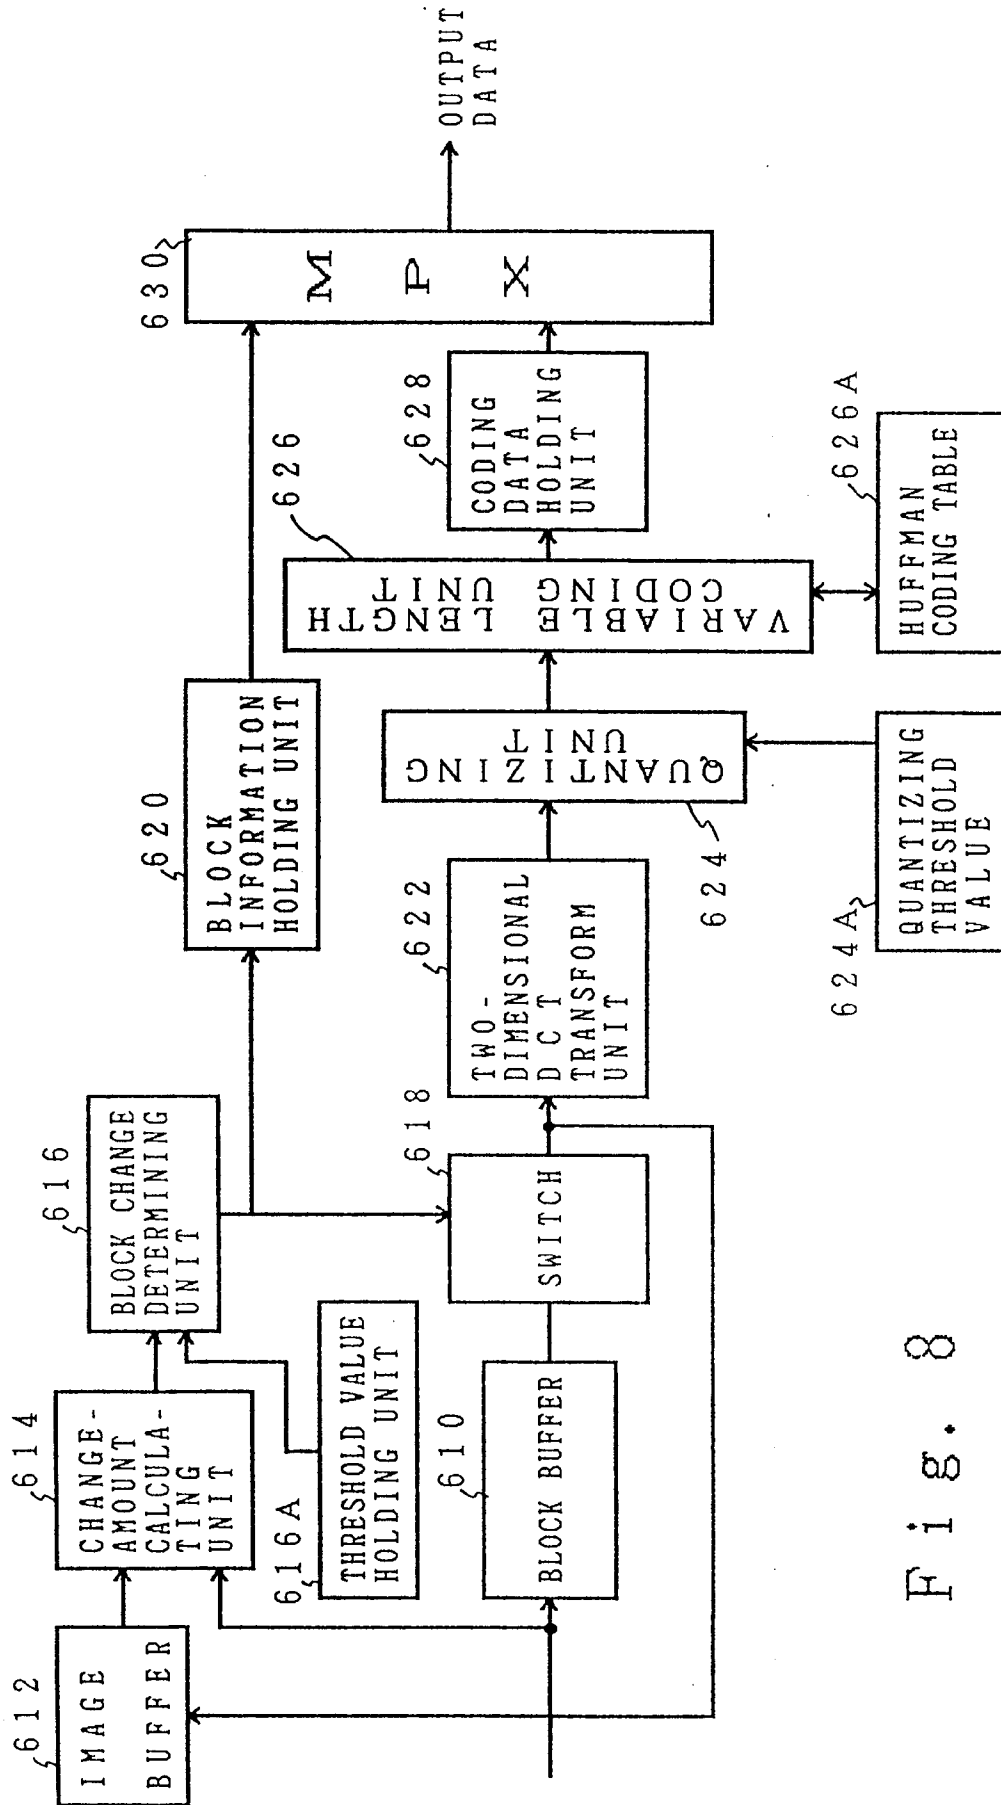 612
IMAGE
BUFFER
614
CHANGE-
AMOUNT
CALCULA-
TING
UNIT
616
BLOCK CHANGE
DETERMINING
UNIT
616A
THRESHOLD VALUE
HOLDING UNIT
610
BLOCK BUFFER
618
SWITCH
620
BLOCK
INFORMATION
HOLDING UNIT
622
TWO-
DIMENSIONAL
DCT
TRANSFORM
UNIT
QUANTIZING
UNIT
624
624A
QUANTIZING
THRESHOLD
VALUE
626
VARIABLE LENGTH
CODING UNIT
626A
HUFFMAN
CODING TABLE
628
CODING
DATA
HOLDING
UNIT
630
MPX
OUTPUT
DATA
Fig. 8